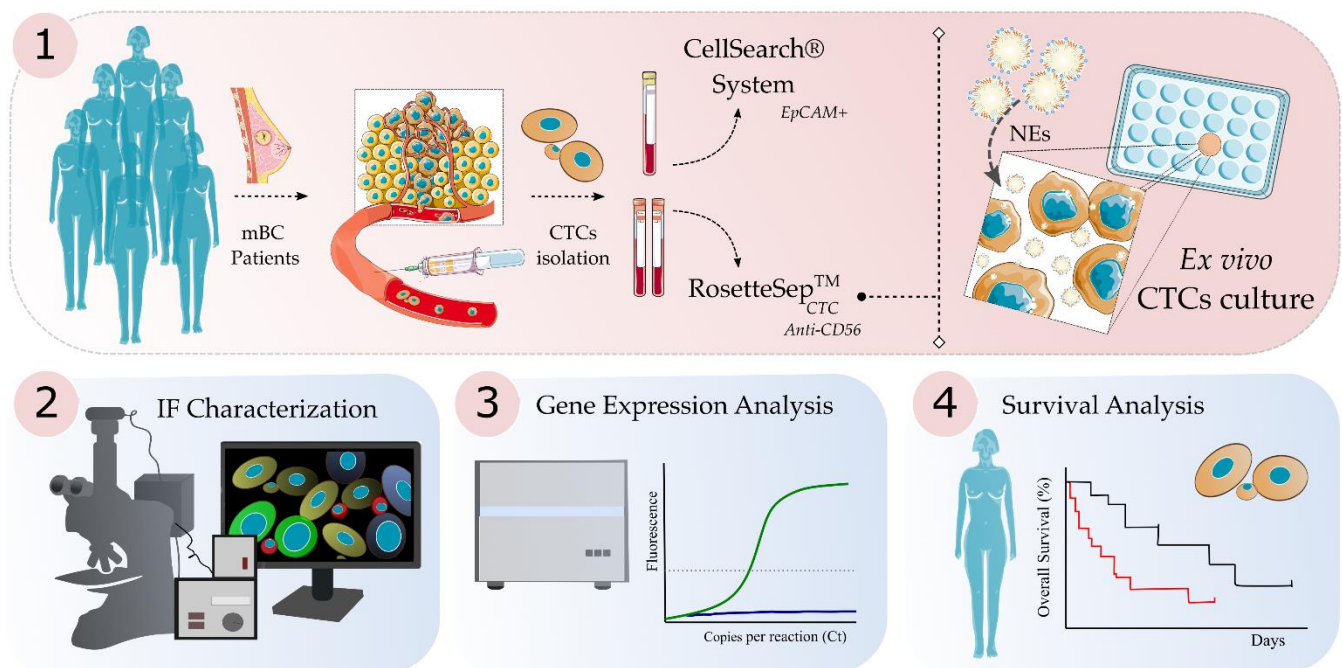 1
mBC
Patients
CTCs
isolation
CellSearch®
System
EpCAM+
RosetteSep™
CTC
Anti-CD56
NEs
Ex vivo
CTCs culture
2
IF Characterization
3
Gene Expression Analysis
Fluorescence
Copies per reaction (Ct)
4
Survival Analysis
Overall Survival (%)
Days